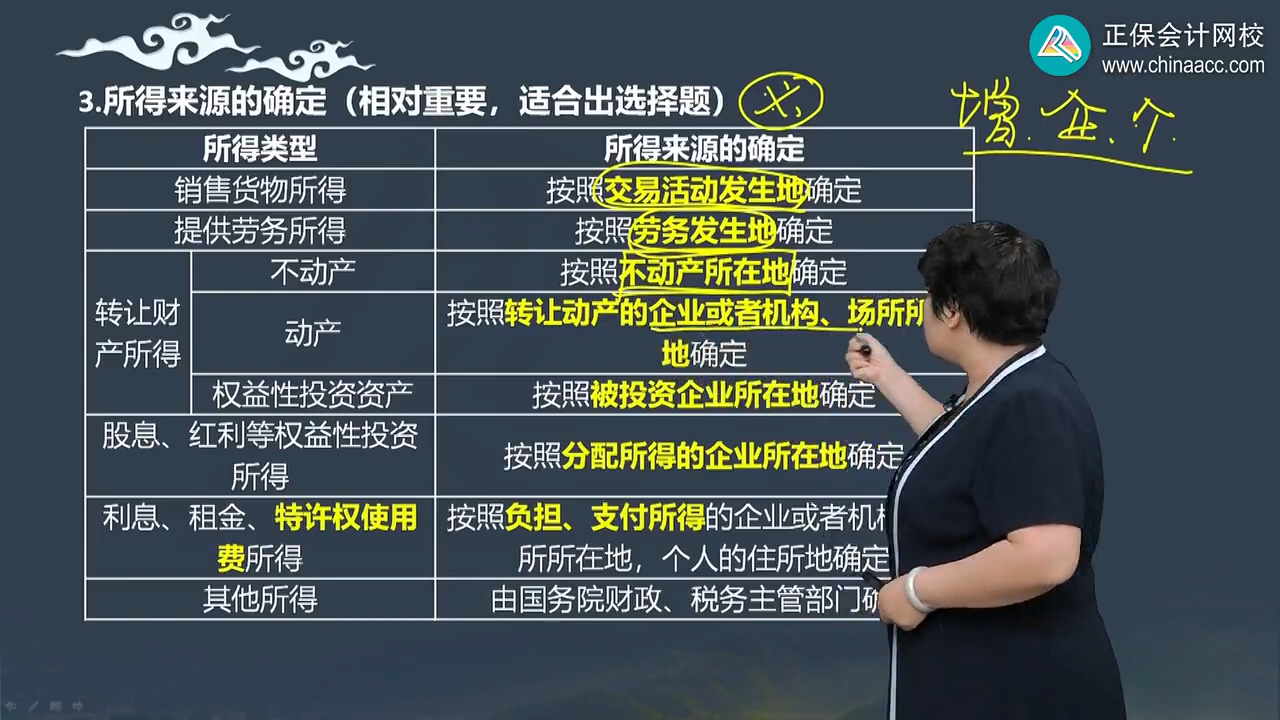 正保会计网校
www.chinaacc.com
增、企、个
3.所得来源的确定（相对重要，适合出选择题）
所得类型
所得来源的确定
销售货物所得
按照交易活动发生地确定
提供劳务所得
按照劳务发生地确定
转让财
产所得
不动产
按照不动产所在地确定
动产
按照转让动产的企业或者机构、场所所
地确定
权益性投资资产
按照被投资企业所在地确定
股息、红利等权益性投资
所得
按照分配所得的企业所在地确定
利息、租金、特许权使用
费所得
按照负担、支付所得的企业或者机
所所在地，个人的住所地确定
其他所得
由国务院财政、税务主管部门